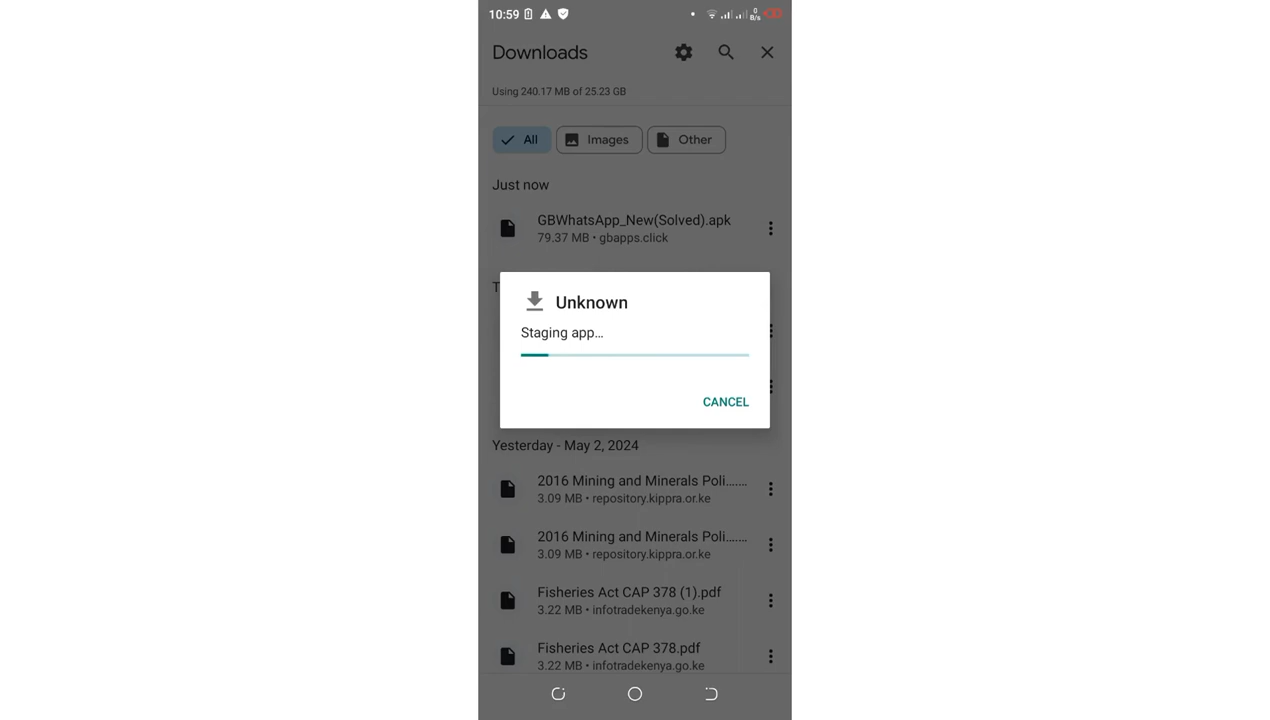 10:59
0
B/s
Downloads
Using 240.17 MB of 25.23 GB
All
Images
Other
Just now
GBWhatsApp_New(Solved).apk
79.37 MB • gbapps.click
T
Unknown
Staging app...
CANCEL
Yesterday - May 2, 2024
2016 Mining and Minerals Poli.......
3.09 MB • repository.kippra.or.ke
2016 Mining and Minerals Poli.......
3.09 MB • repository.kippra.or.ke
Fisheries Act CAP 378 (1).pdf
3.22 MB • infotradekenya.go.ke
Fisheries Act CAP 378.pdf
3.22 MB • infotradekenya.go.ke